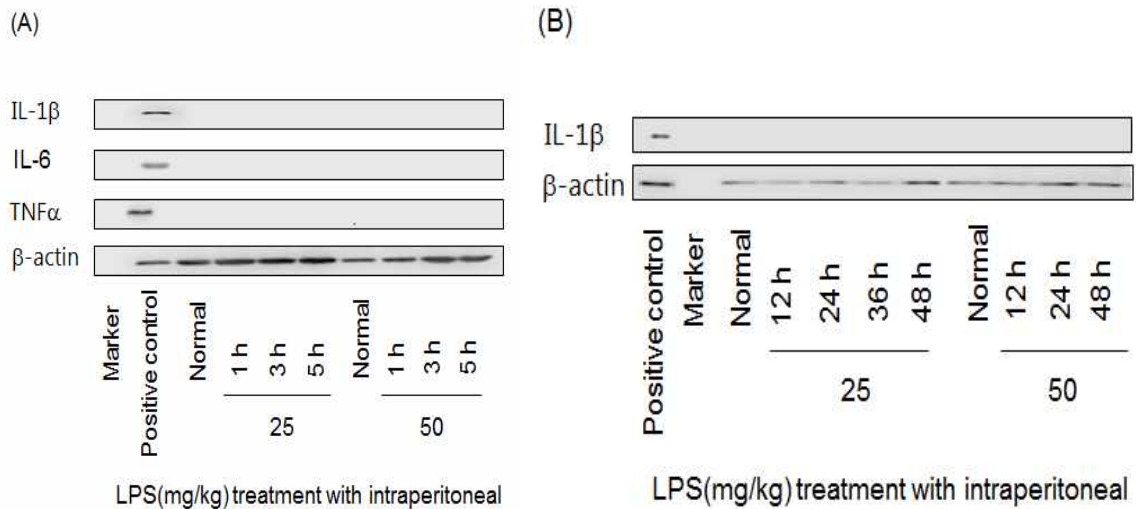 (A)
IL-1β
IL-6
TNFα
β-actin
Marker
Positive control
Normal
1 h
3 h
5 h
Normal
1 h
3 h
5 h
25
50
LPS(mg/kg) treatment with intraperitoneal
(B)
IL-1β
β-actin
Positive control
Marker
Normal
12 h
24 h
36 h
48 h
Normal
12 h
24 h
48 h
25
50
LPS(mg/kg) treatment with intraperitoneal